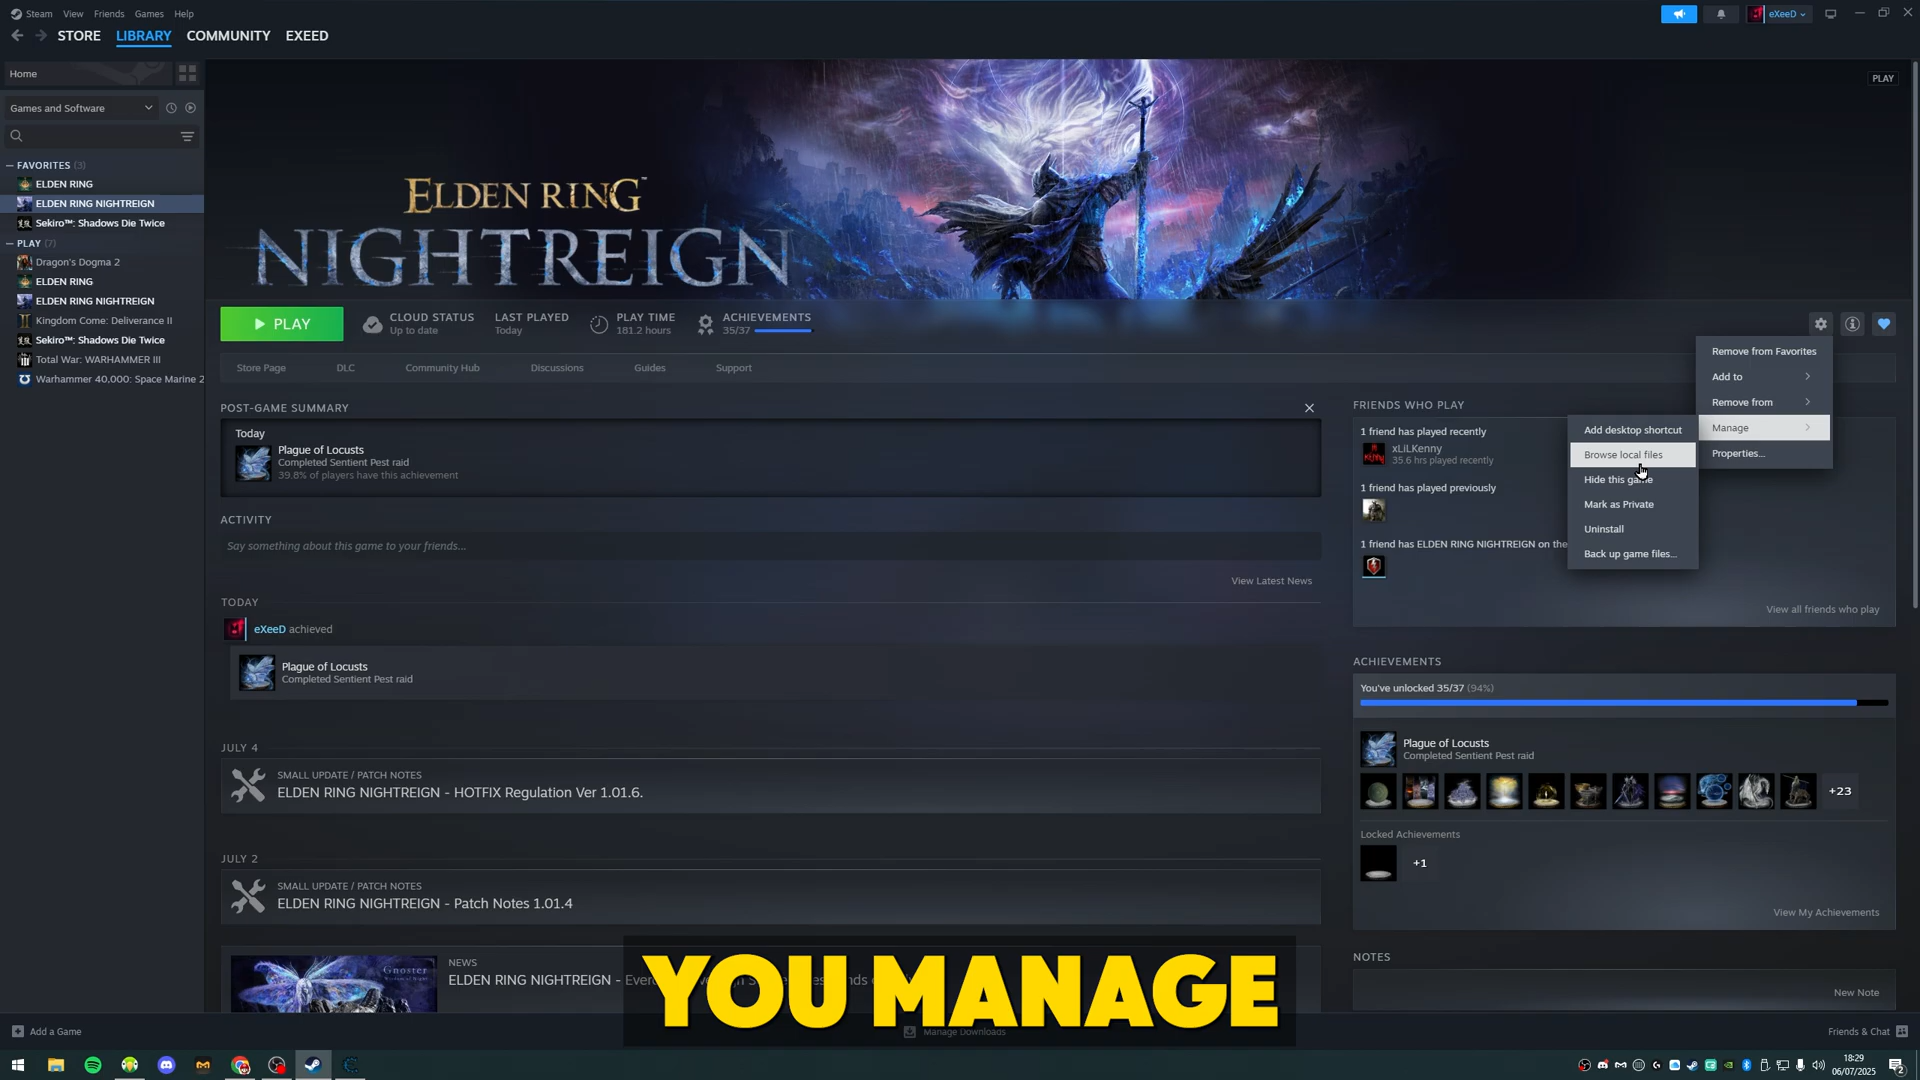 Steam View Friends Games Help
eXeeD
STORE LIBRARY COMMUNITY EXEED
Home
Games and Software
PLAY
FAVORITES (3)
ELDEN RING
ELDEN RING NIGHTREIGN
Sekiro™: Shadows Die Twice
PLAY (7)
Dragon's Dogma 2
ELDEN RING
ELDEN RING NIGHTREIGN
Kingdom Come: Deliverance II
Sekiro™: Shadows Die Twice
Total War: WARHAMMER III
Warhammer 40,000: Space Marine 2
ELDEN RING™
NIGHTREIGN
PLAY
CLOUD STATUS
Up to date
LAST PLAYED
Today
PLAY TIME
181.2 hours
ACHIEVEMENTS
35/37
Store Page DLC Community Hub Discussions Guides Support
Remove from Favorites
Add to
Remove from
Manage
Properties...
Add desktop shortcut
Browse local files
Hide this game
Mark as Private
Uninstall
Back up game files...
POST-GAME SUMMARY
Today
Plague of Locusts
Completed Sentient Pest raid
39.8% of players have this achievement
ACTIVITY
Say something about this game to your friends...
View Latest News
TODAY
eXeeD achieved
Plague of Locusts
Completed Sentient Pest raid
JULY 4
SMALL UPDATE / PATCH NOTES
ELDEN RING NIGHTREIGN - HOTFIX Regulation Ver 1.01.6.
JULY 2
SMALL UPDATE / PATCH NOTES
ELDEN RING NIGHTREIGN - Patch Notes 1.01.4
Gnoster
NEWS
ELDEN RING NIGHTREIGN -
FRIENDS WHO PLAY
1 friend has played recently
xLiLKenny
35.6 hrs played recently
1 friend has played previously
1 friend has ELDEN RING NIGHTREIGN on the
View all friends who play
ACHIEVEMENTS
You've unlocked 35/37 (94%)
Plague of Locusts
Completed Sentient Pest raid
+23
Locked Achievements
+1
View My Achievements
NOTES
New Note
YOU MANAGE
Add a Game
Manage Downloads
Friends & Chat
18:29
06/07/2025
2